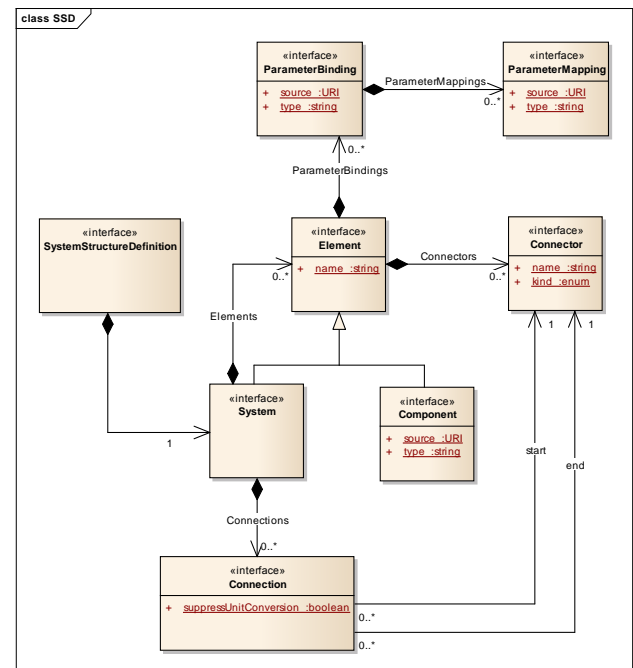 class SSD
«interface»
ParameterBinding
+ source :URI
+ type :string
ParameterMappings
0..*
«interface»
ParameterMapping
+ source :URI
+ type :string
0..*
ParameterBindings
«interface»
SystemStructureDefinition
«interface»
Element
+ name :string
Connectors
0..*
«interface»
Connector
+ name :string
+ kind :enum
0..*
Elements
1
1
«interface»
System
«interface»
Component
+ source :URI
+ type :string
1
start
end
Connections
0..*
«interface»
Connection
+ suppressUnitConversion :boolean
0..*
0..*